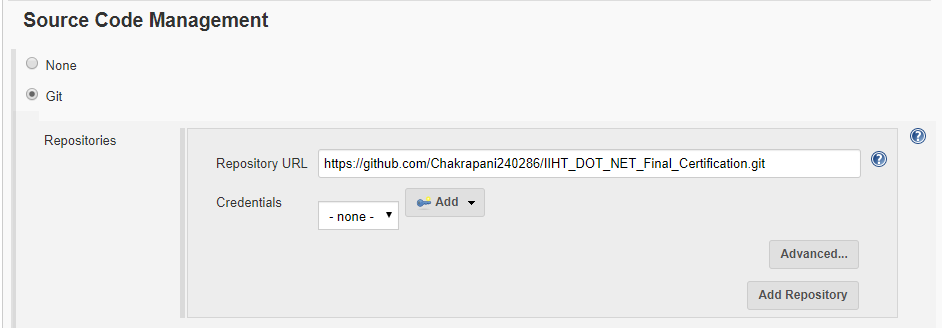 Source Code Management
None
Git
Repositories
Repository URL https://github.com/Chakrapani240286/IIHT_DOT_NET_Final_Certification.git
Credentials
- none - Add
Advanced...
Add Repository